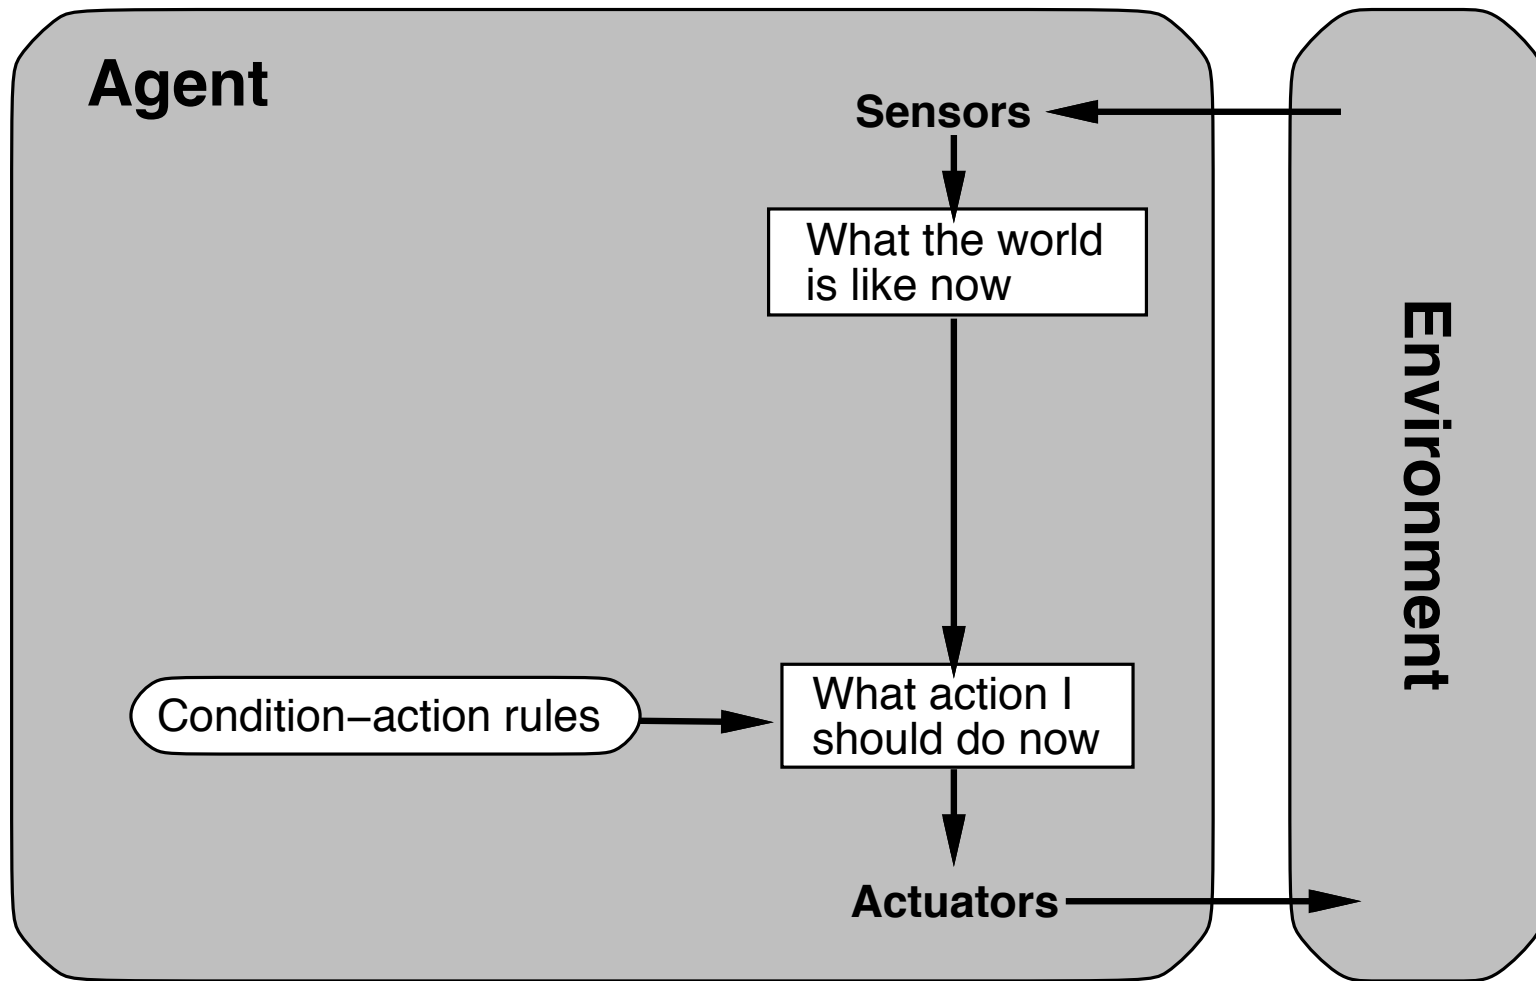 Agent
Sensors
What the world
is like now
Environment
Condition−action rules
What action I
should do now
Actuators